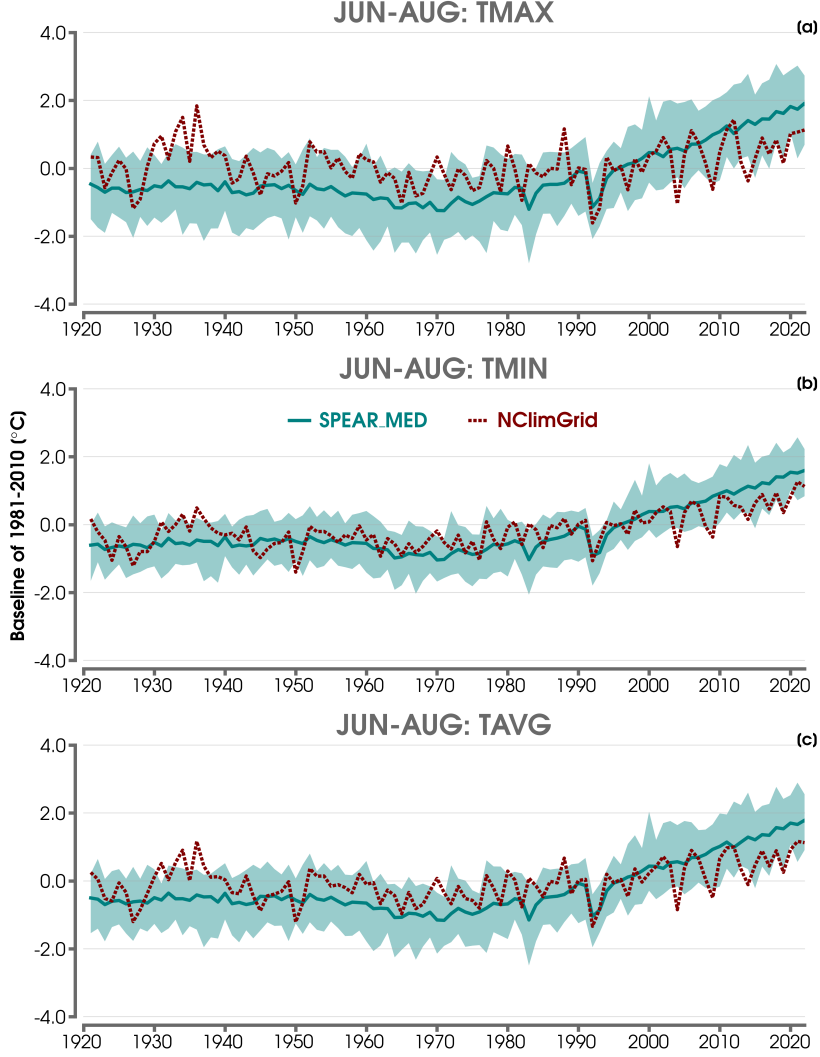 JUN-AUG: TMAX
(a)
4.0
2.0
0.0
-2.0
-4.0
1920 1930 1940 1950 1960 1970 1980 1990 2000 2010 2020
JUN-AUG: TMIN
(b)
4.0
SPEAR_MED NClimGrid
2.0
0.0
-2.0
-4.0
Baseline of 1981-2010 (°C)
1920 1930 1940 1950 1960 1970 1980 1990 2000 2010 2020
JUN-AUG: TAVG
(c)
4.0
2.0
0.0
-2.0
-4.0
1920 1930 1940 1950 1960 1970 1980 1990 2000 2010 2020